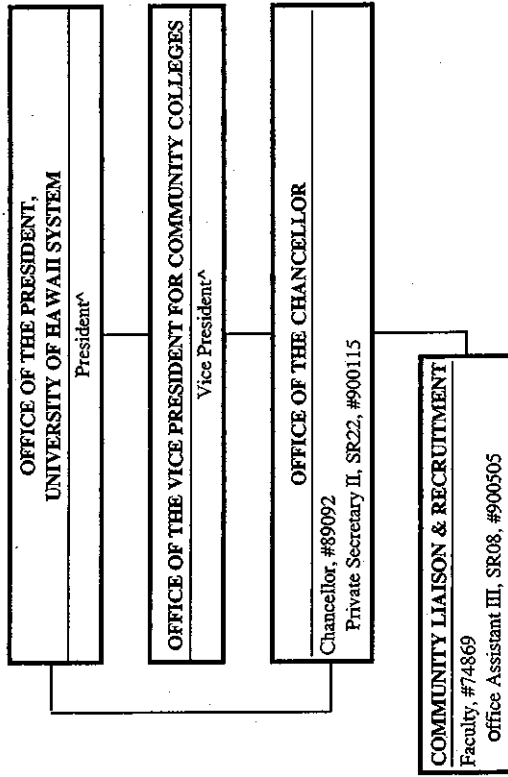 OFFICE OF THE PRESIDENT,
UNIVERSITY OF HAWAII SYSTEM
President^
OFFICE OF THE VICE PRESIDENT FOR COMMUNITY COLLEGES
Vice President^
OFFICE OF THE CHANCELLOR
Chancellor, #89092
Private Secretary II, SR22, #900115
COMMUNITY LIAISON & RECRUITMENT
Faculty, #74869
office Assistant III, SR08, #900505